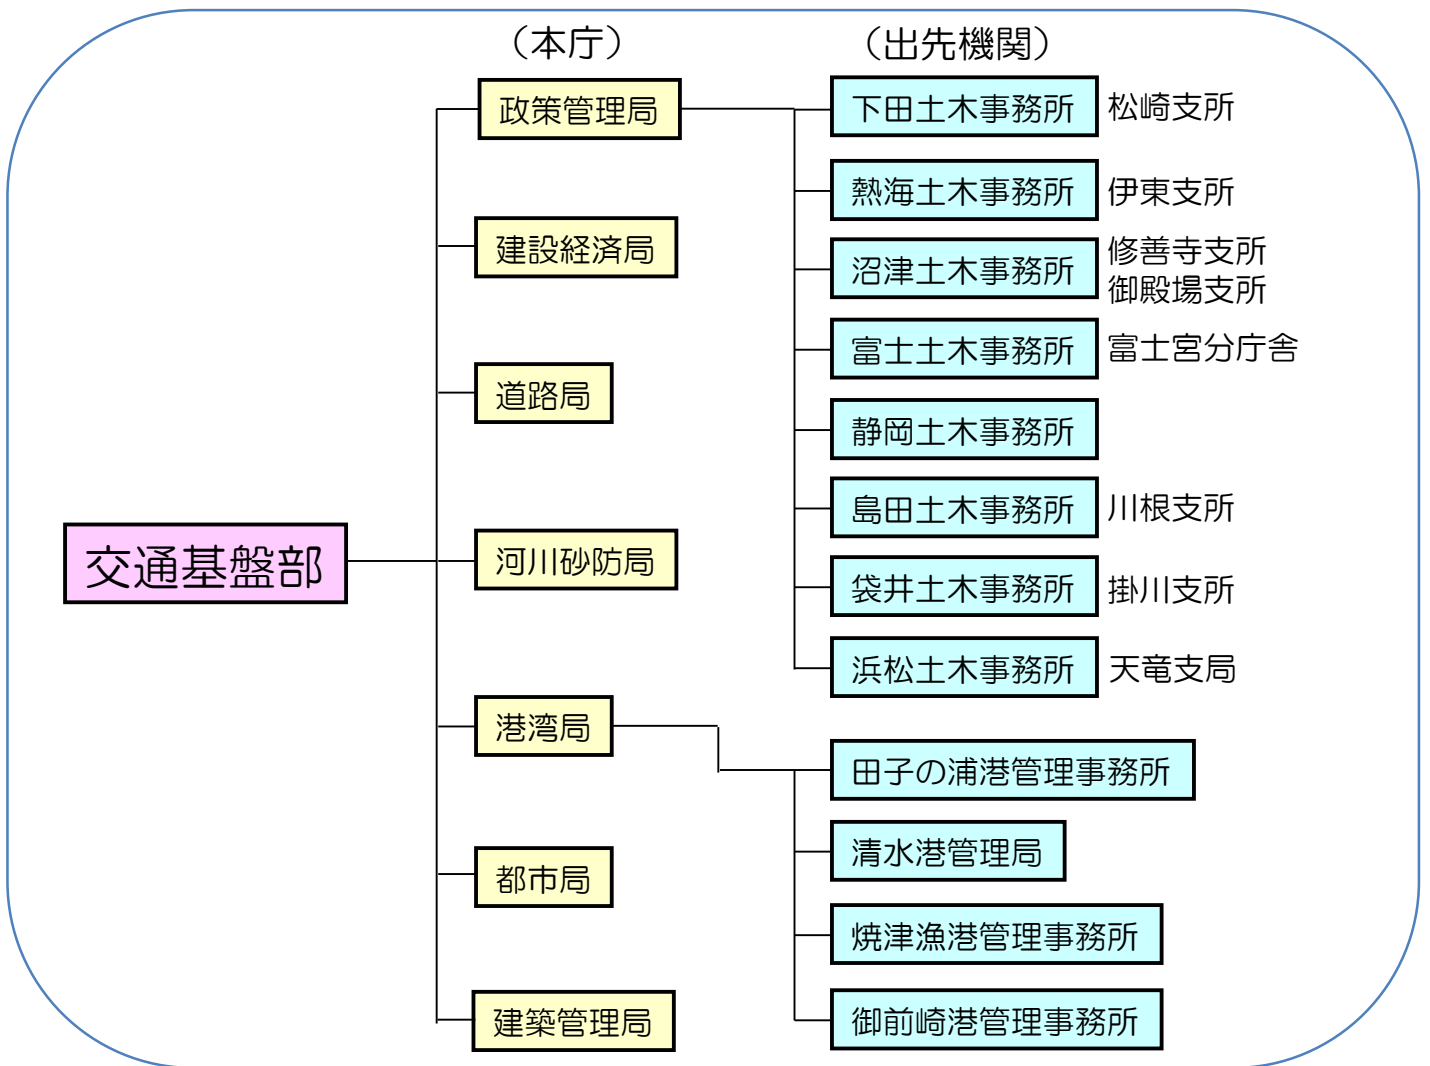 （本庁）
（出先機関）
交通基盤部
政策管理局
建設経済局
道路局
河川砂防局
港湾局
都市局
建築管理局
下田土木事務所 松崎支所
熱海土木事務所 伊東支所
沼津土木事務所 修善寺支所
御殿場支所
富士土木事務所 富士宮分庁舎
静岡土木事務所
島田土木事務所 川根支所
袋井土木事務所 掛川支所
浜松土木事務所 天竜支局
田子の浦港管理事務所
清水港管理局
焼津漁港管理事務所
御前崎港管理事務所